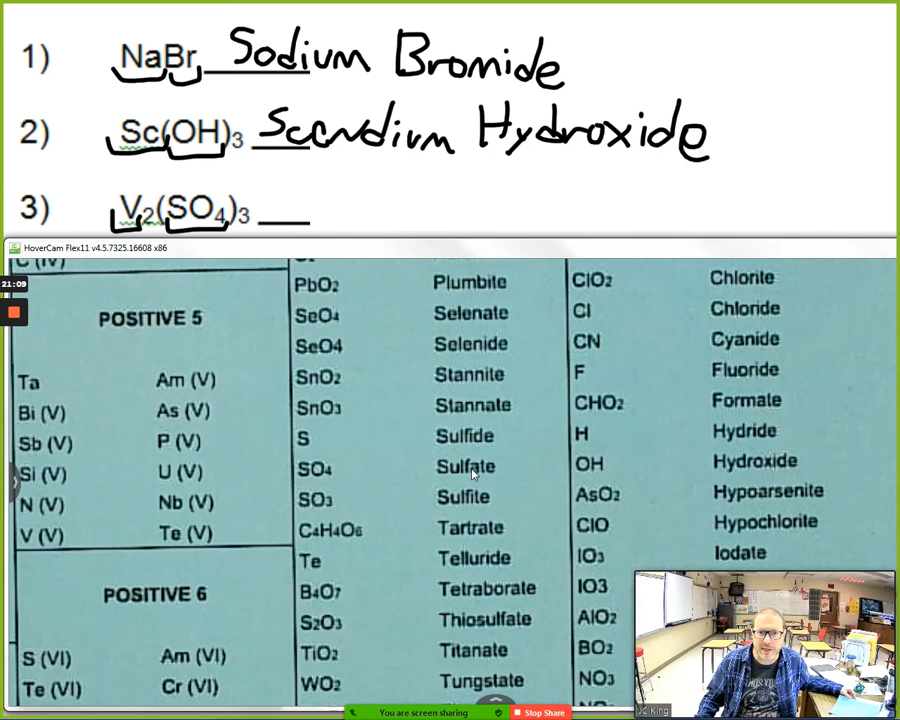 1) NaBr Sodium Bromide
2) Sc(OH)₃ Scandium Hydroxide
3) V₂(SO₄)₃
HoverCam Flex11 v4.5.7325.16608 x86
C (IV)
21:09
POSITIVE 5
Ta Am (V)
Bi (V) As (V)
Sb (V) P (V)
Si (V) U (V)
N (V) Nb (V)
V (V) Te (V)
POSITIVE 6
S (VI) Am (VI)
Te (VI) Cr (VI)
PbO₂ Plumbite
SeO₄ Selenate
SeO4 Selenide
SnO₂ Stannite
SnO₃ Stannate
S Sulfide
SO₄ Sulfate
SO₃ Sulfite
C₄H₄O₆ Tartrate
Te Telluride
B₄O₇ Tetraborate
S₂O₃ Thiosulfate
TiO₂ Titanate
WO₂ Tungstate
ClO₂ Chlorite
Cl Chloride
CN Cyanide
F Fluoride
CHO₂ Formate
H Hydride
OH Hydroxide
AsO₂ Hypoarsenite
ClO Hypochlorite
IO₃ Iodate
IO3
AlO₂
BO₂
NO₃
JC King
You are screen sharing
Stop Share